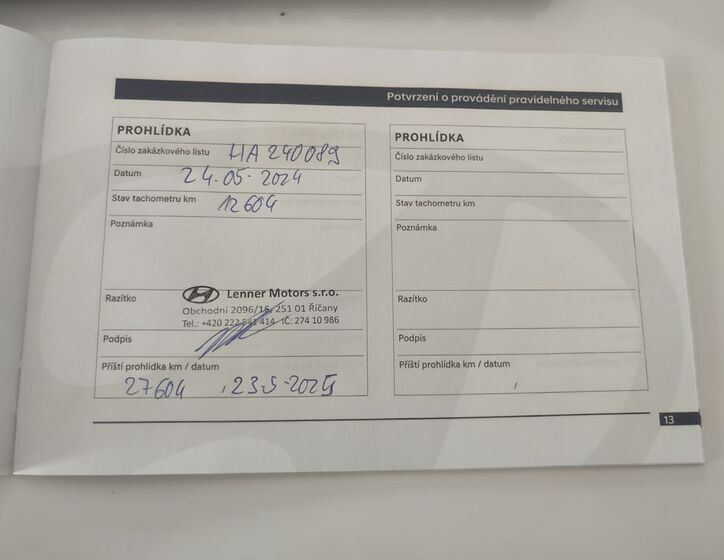 Potvrzení o provádění pravidelného servisu
PROHLÍDKA
Číslo zakázkového listu HA240089
Datum 24.05.2024
Stav tachometru km 12604
Poznámka
Razítko
Lenner Motors s.r.o.
Obchodní 2096/16, 251 01 Říčany
Tel.: +420 222 414 IČ: 274 10 986
Podpis
Příští prohlídka km / datum
27604 , 23.5.2025
PROHLÍDKA
Číslo zakázkového listu
Datum
Stav tachometru km
Poznámka
Razítko
Podpis
Příští prohlídka km / datum
/
13